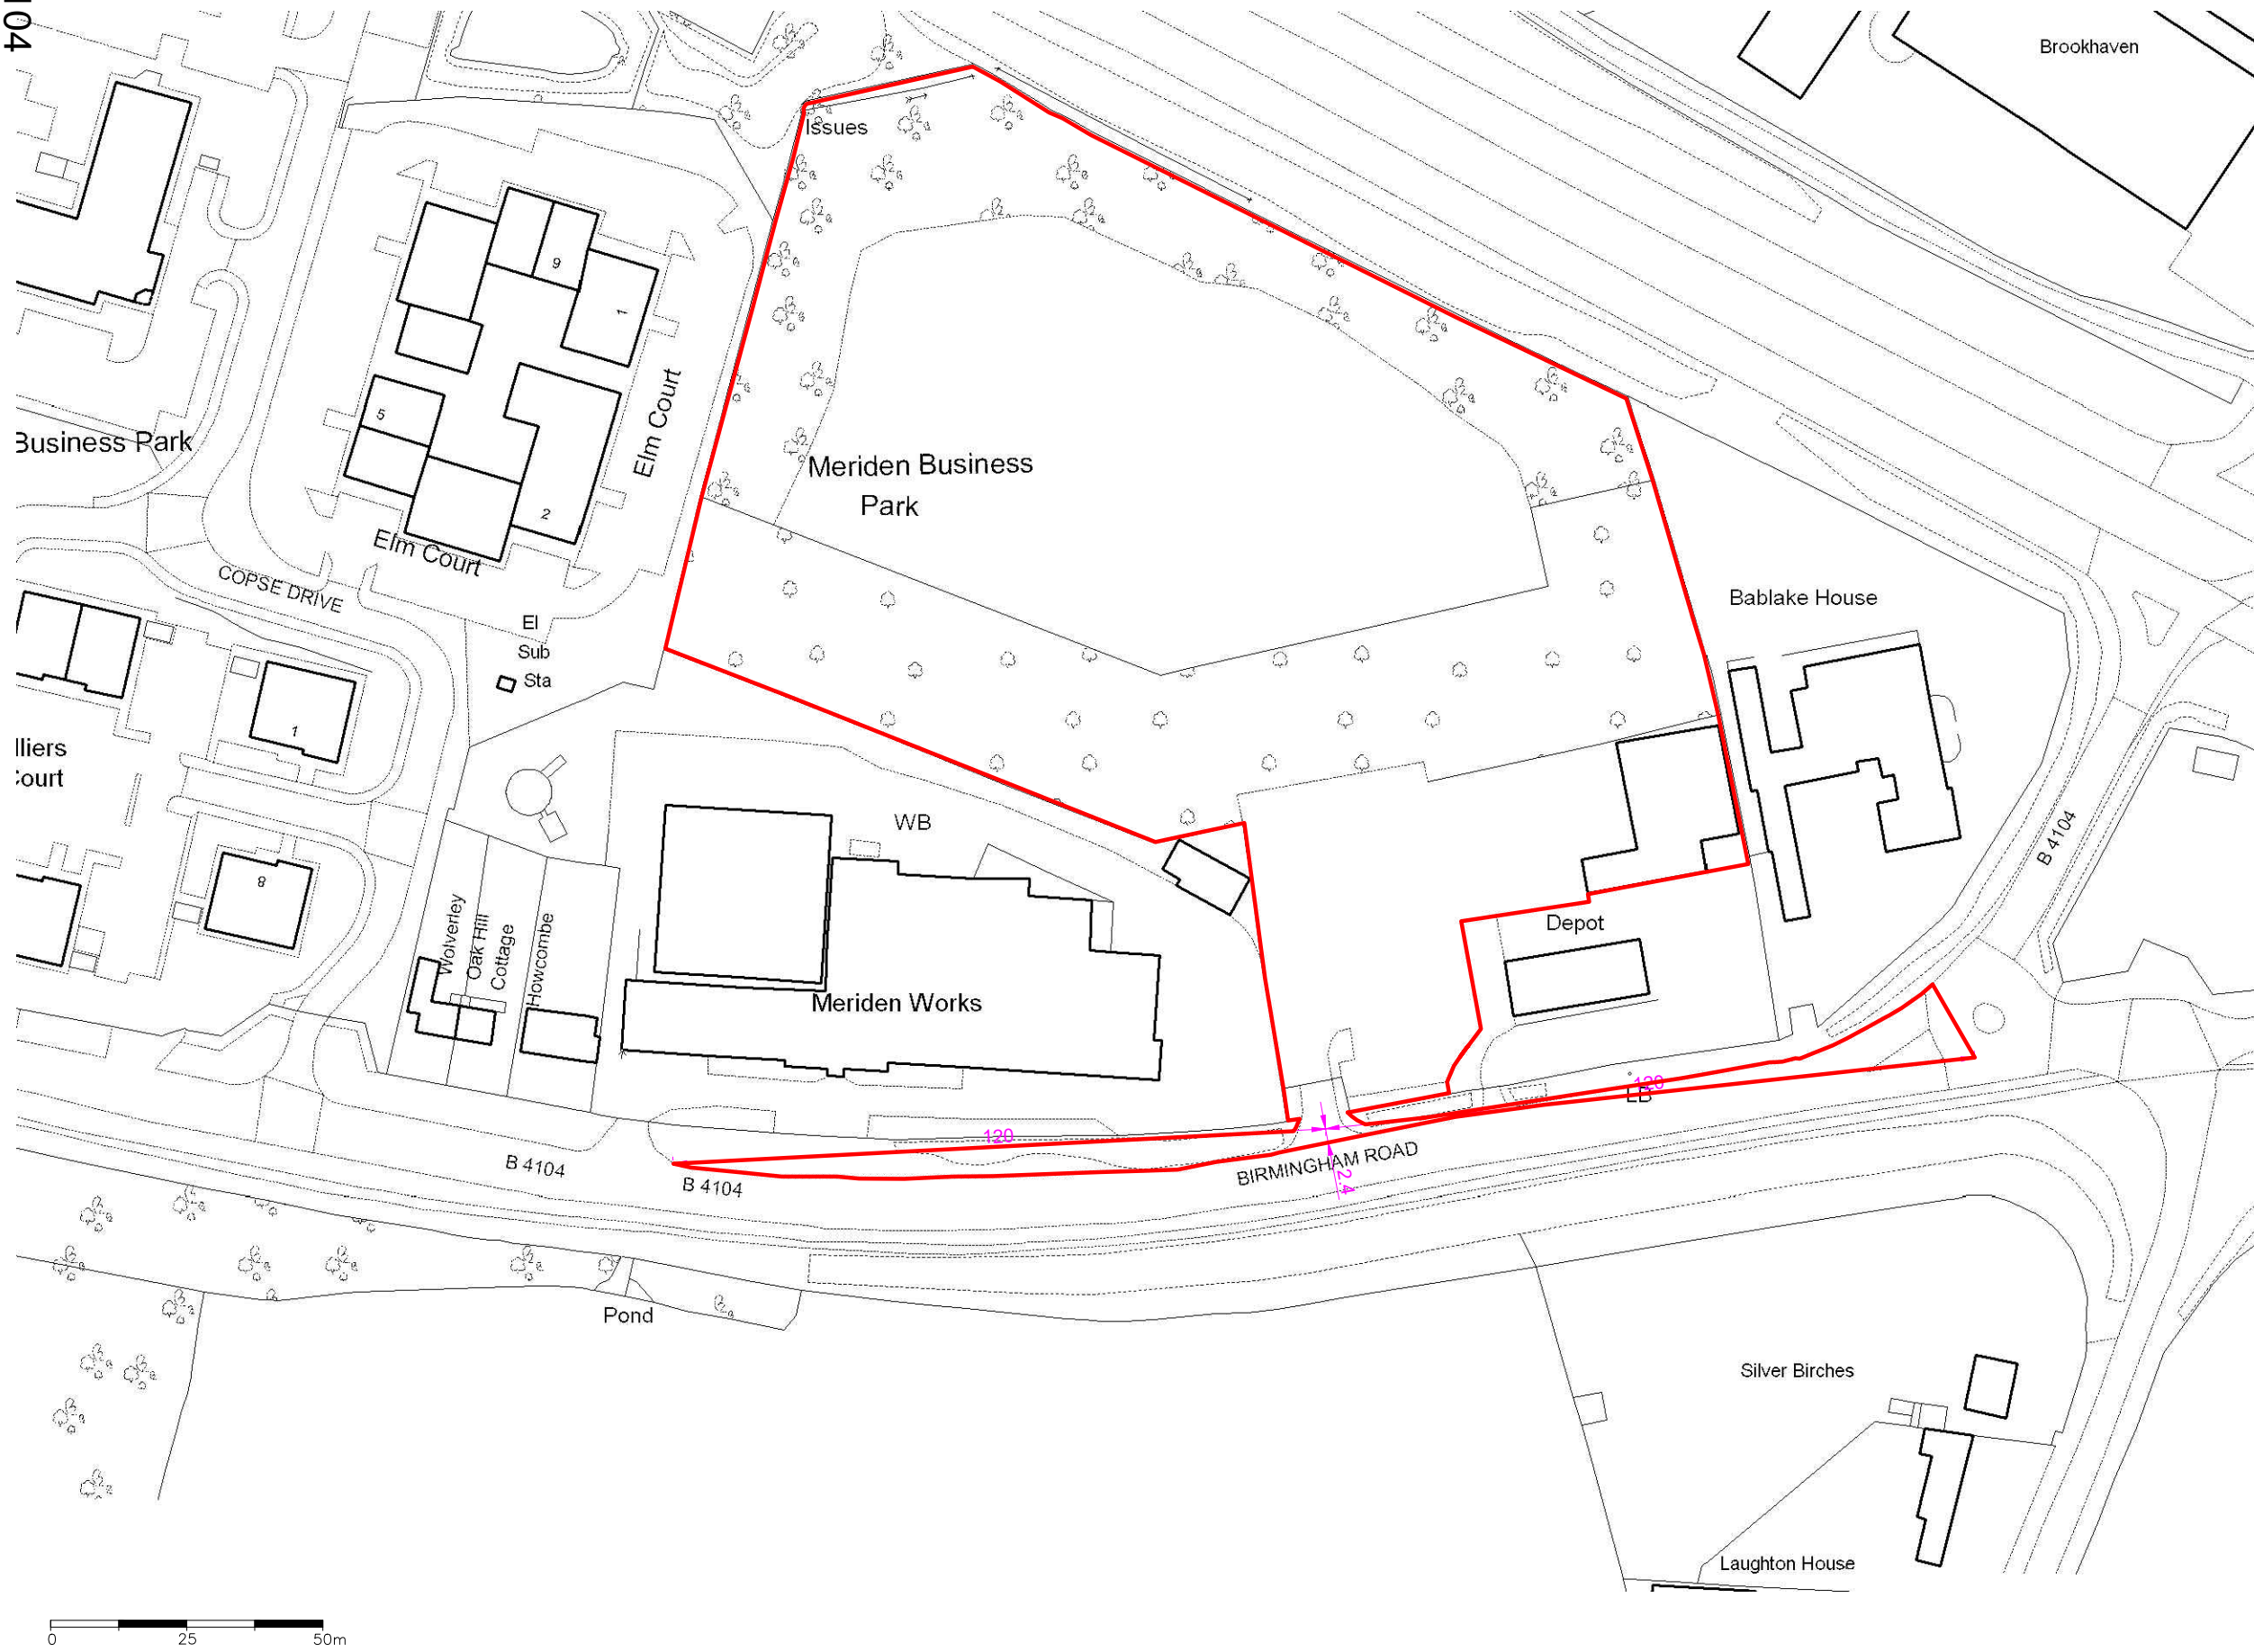 104
Brookhaven
Issues
9
1
Elm Court
5
Business Park
Meriden Business
Park
2
Elm Court
COPSE DRIVE
El
Sub
Sta
Bablake House
1
lliers
Court
WB
B 4104
8
Wolverley
Oak Hill
Cottage
Howcombe
Depot
Meriden Works
120
LB
120
BIRMINGHAM ROAD
2.4
B 4104
B 4104
Pond
Silver Birches
Laughton House
0
25
50m